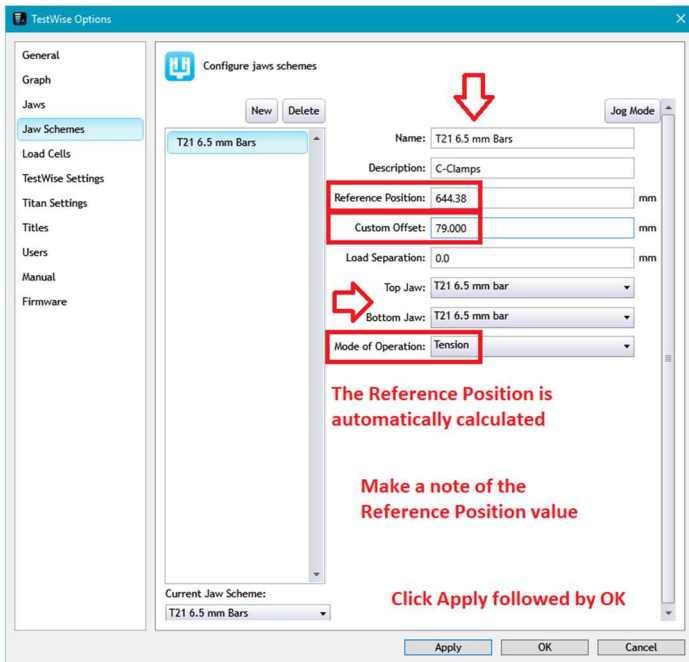 TestWise Options
General
Graph
Jaws
Jaw Schemes
Load Cells
TestWise Settings
Titan Settings
Titles
Users
Manual
Firmware
Configure jaws schemes
New Delete
Jog Mode
T21 6.5 mm Bars
Name: T21 6.5 mm Bars
Description: C-Clamps
Reference Position: 644.38 mm
Custom Offset: 79.000 mm
Load Separation: 0.0 mm
Top Jaw: T21 6.5 mm bar
Bottom Jaw: T21 6.5 mm bar
Mode of Operation: Tension
The Reference Position is
automatically calculated
Make a note of the
Reference Position value
Click Apply followed by OK
Current Jaw Scheme:
T21 6.5 mm Bars
Apply OK Cancel